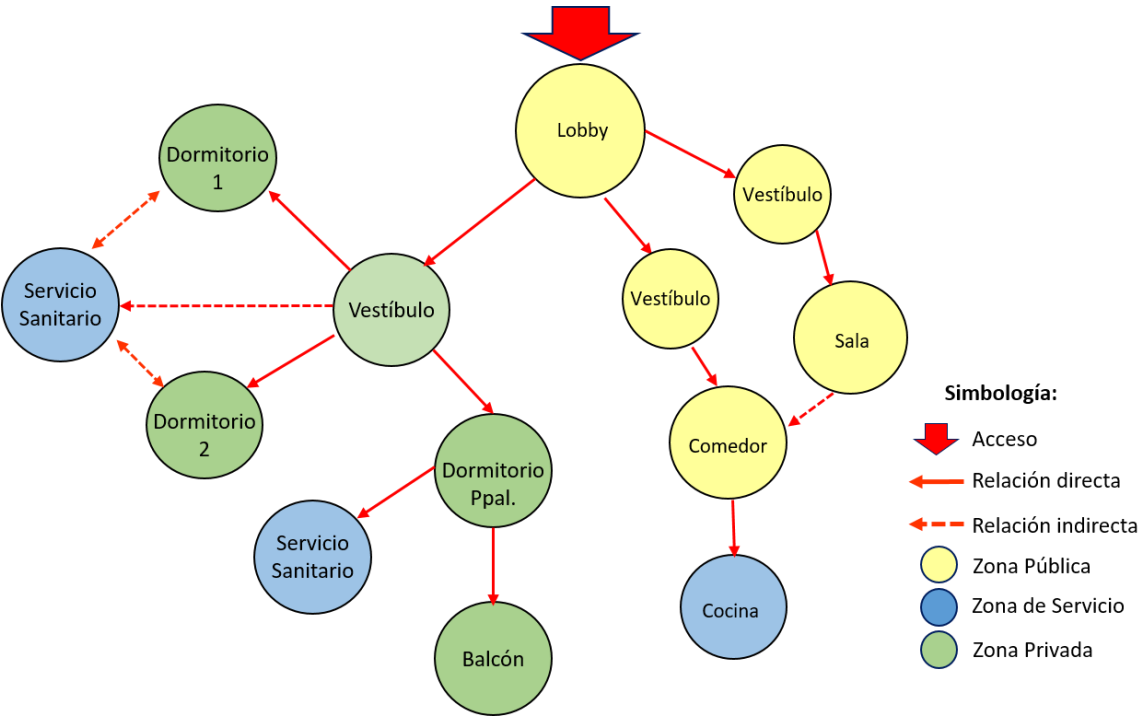 Lobby
Dormitorio
1
Vestíbulo
Servicio
Sanitario
Vestíbulo
Vestíbulo
Sala
Dormitorio
2
Comedor
Dormitorio
Ppal.
Servicio
Sanitario
Cocina
Balcón
Simbología:
Acceso
Relación directa
Relación indirecta
Zona Pública
Zona de Servicio
Zona Privada